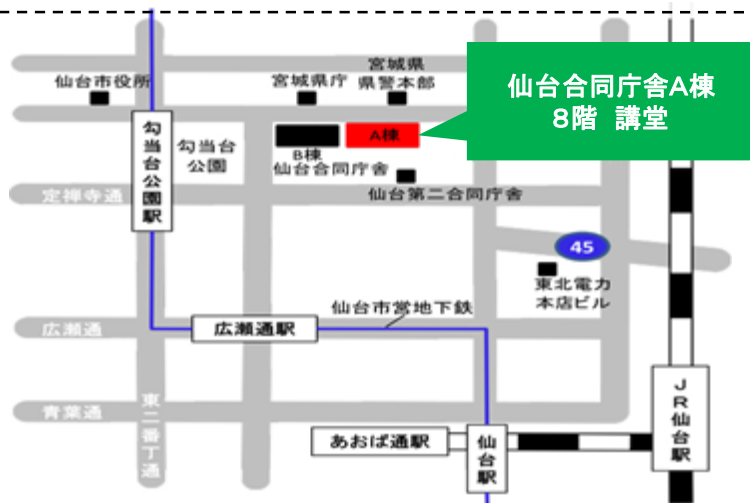 宮城県
県警本部
仙台市役所
宮城県庁
仙台合同庁舎A棟
8階 講堂
勾当台公園駅
勾当台
公園
A棟
B棟
仙台合同庁舎
仙台第二合同庁舎
定禅寺通
45
東北電力
本店ビル
仙台市営地下鉄
広瀬通
広瀬通駅
青葉通
東二番丁通
あおば通駅
仙台駅
JR仙台駅